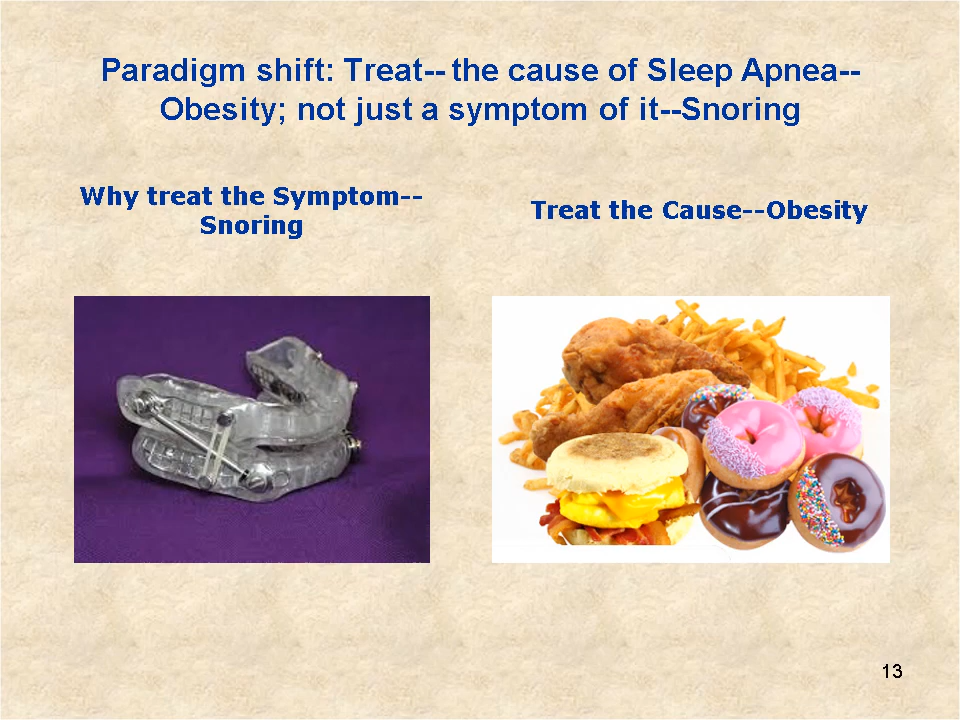 Paradigm shift: Treat-- the cause of Sleep Apnea--
Obesity; not just a symptom of it--Snoring
Why treat the Symptom--
Snoring
Treat the Cause--Obesity
13